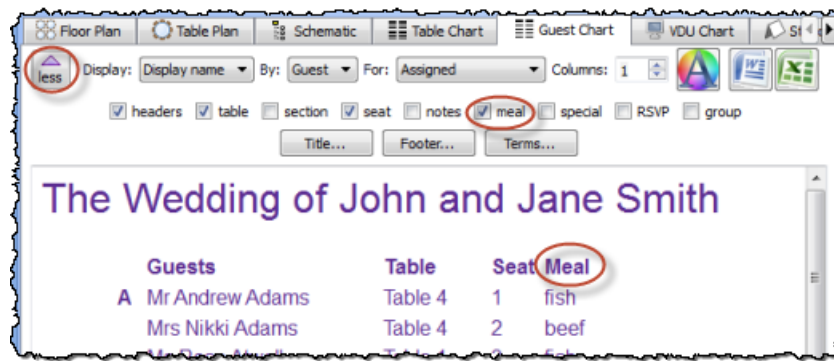 Floor Plan Table Plan Schematic Table Chart Guest Chart VDU Chart
less Display: Display name By: Guest For: Assigned Columns: 1
headers table section seat notes meal special RSVP group
Title... Footer... Terms...
The Wedding of John and Jane Smith
Guests Table Seat Meal
A Mr Andrew Adams Table 4 1 fish
Mrs Nikki Adams Table 4 2 beef